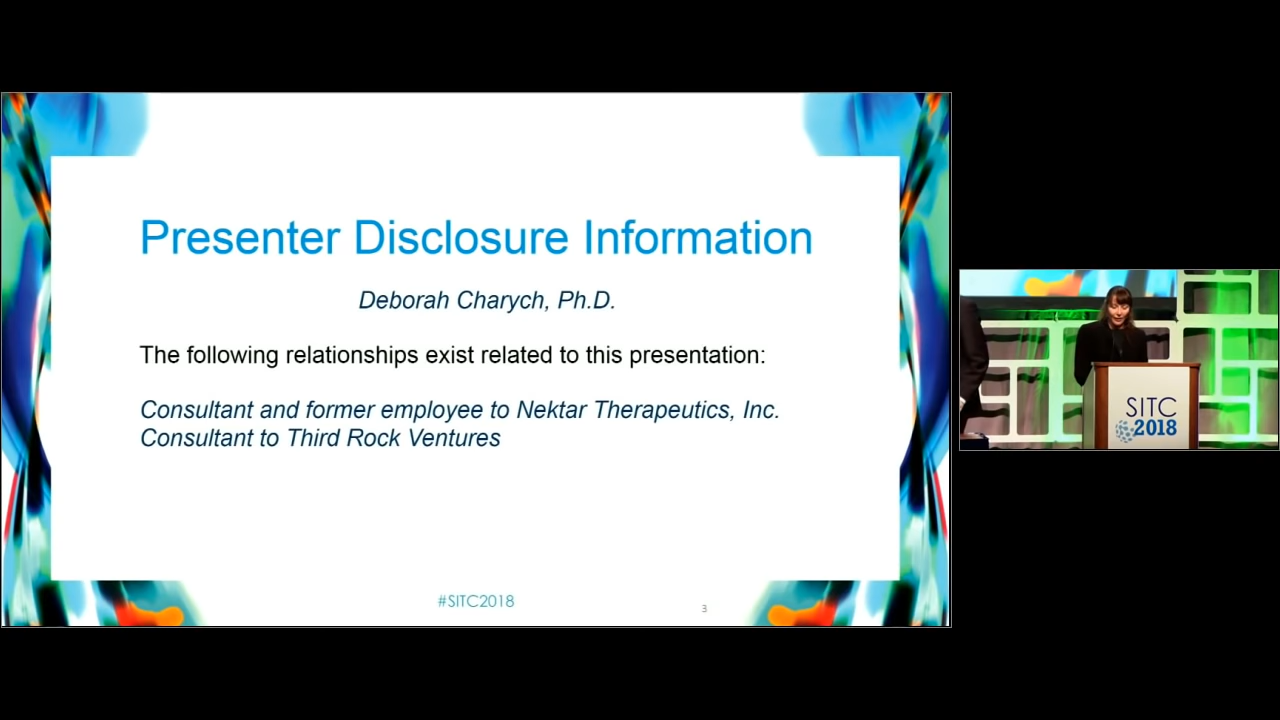 Presenter Disclosure Information
Deborah Charych, Ph.D.
The following relationships exist related to this presentation:
Consultant and former employee to Nektar Therapeutics, Inc.
Consultant to Third Rock Ventures
#SITC2018
3
SITC
2018